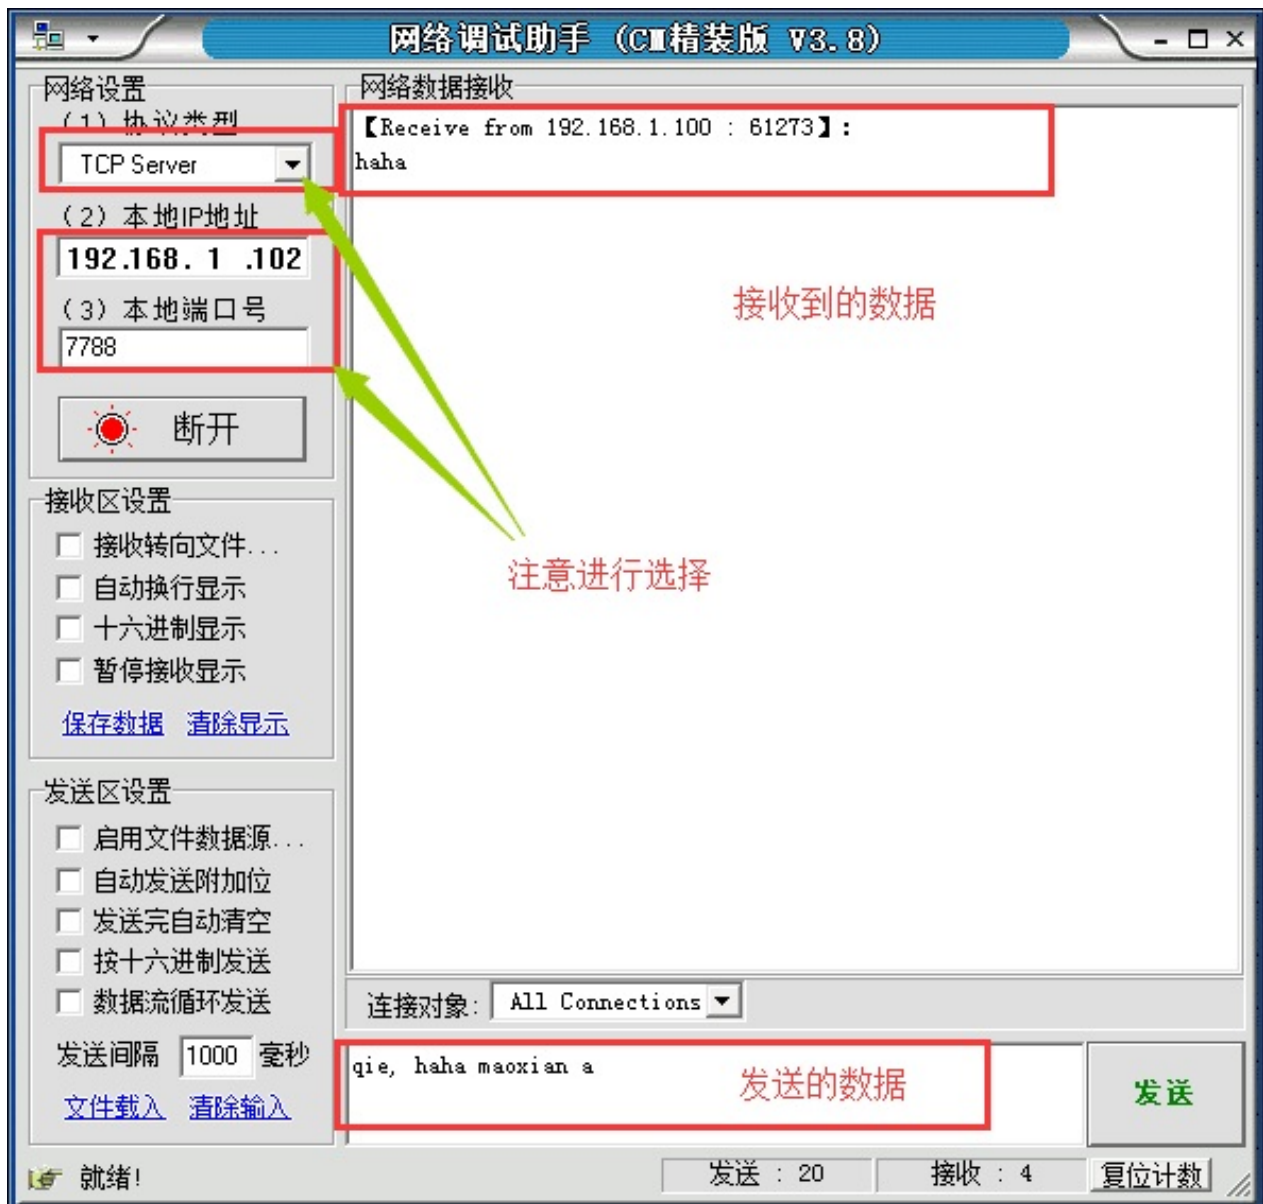 网络调试助手 (CM精装版 V3.8)
网络设置
(1) 协议类型
TCP Server
(2) 本地IP地址
192.168. 1 .102
(3) 本地端口号
7788
断开
接收区设置
接收转向文件...
自动换行显示
十六进制显示
暂停接收显示
保存数据 清除显示
发送区设置
启用文件数据源...
自动发送附加位
发送完自动清空
按十六进制发送
数据流循环发送
发送间隔 1000 毫秒
文件载入 清除输入
网络数据接收
【Receive from 192.168.1.100 : 61273】:
haha
接收到的数据
注意进行选择
连接对象: All Connections
qie, haha maoxian a
发送的数据
发送
就绪!
发送 : 20
接收 : 4
复位计数